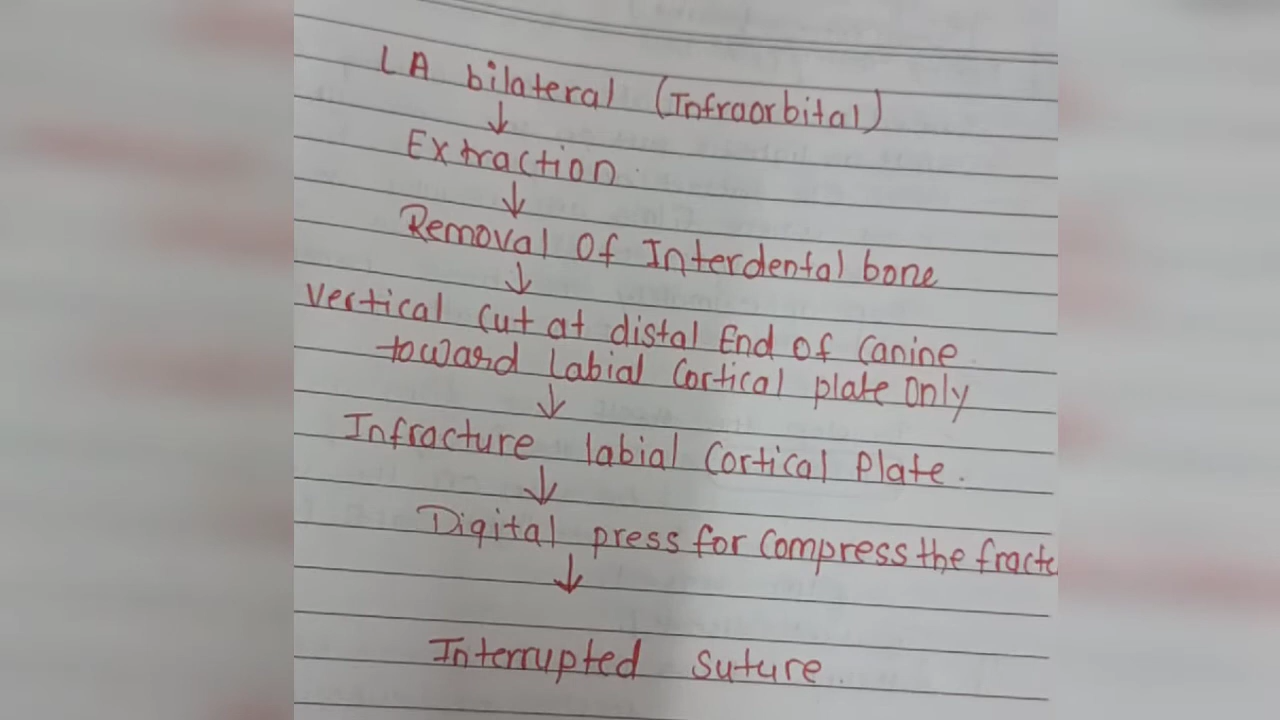 LA bilateral (Infraorbital)
↓
Extraction.
↓
Removal Of Interdental bone
↓
Vertical Cut at distal End of Canine
toward Labial Cortical plate Only
↓
Infracture labial Cortical Plate.
↓
Digital press for Compress the
↓
Interrupted Suture.